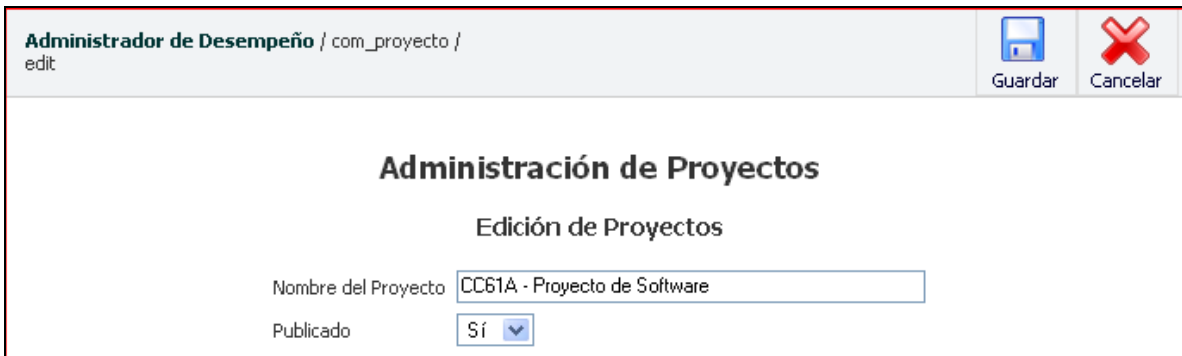 Administrador de Desempeño / com_proyecto /
edit
Guardar
Cancelar
Administración de Proyectos
Edición de Proyectos
Nombre del Proyecto CC61A - Proyecto de Software
Publicado Sí